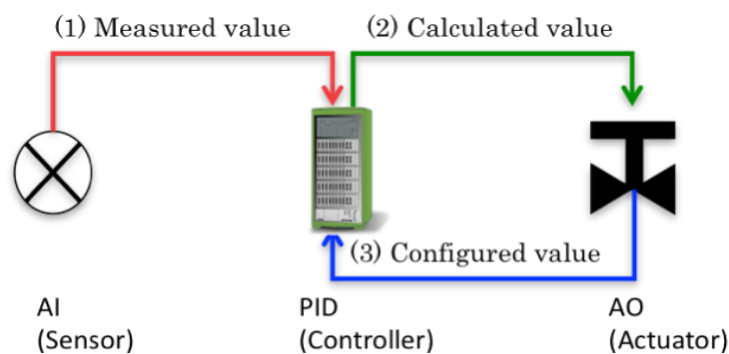 (1) Measured value
(2) Calculated value
(3) Configured value
AI
(Sensor)
PID
(Controller)
AO
(Actuator)